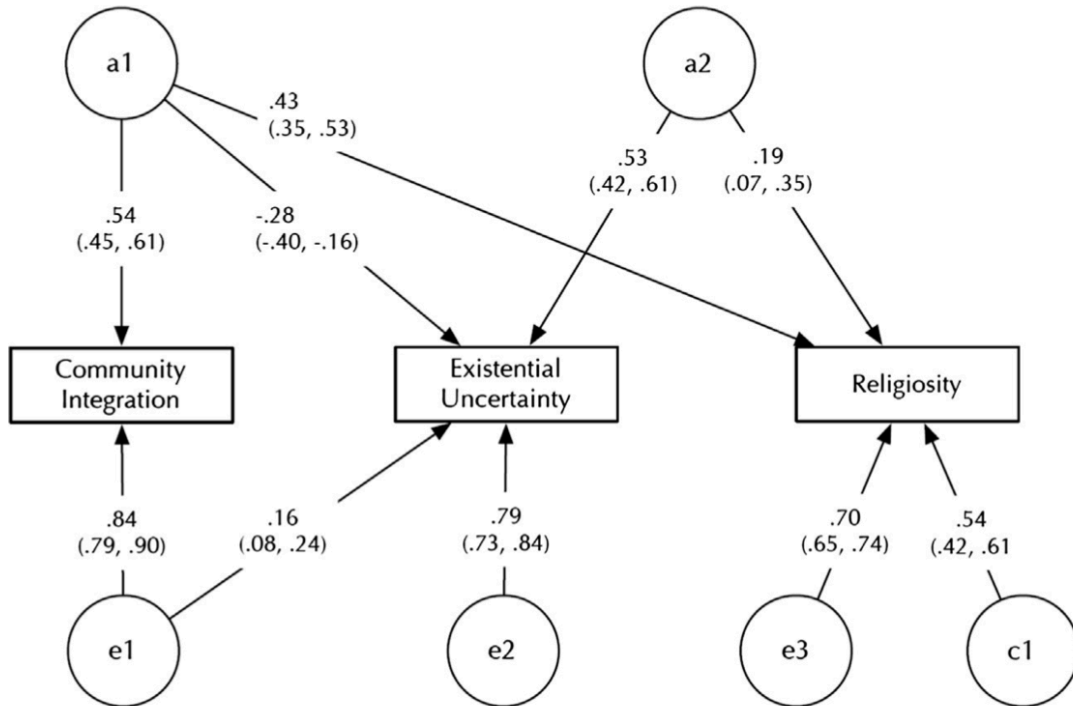 a1
a2
.43
(.35, .53)
.53
(.42, .61)
.19
(.07, .35)
.54
(.45, .61)
-.28
(-.40, -.16)
Community
Integration
Existential
Uncertainty
Religiosity
.84
(.79, .90)
.16
(.08, .24)
.79
(.73, .84)
.70
(.65, .74)
.54
(.42, .61
e1
e2
e3
c1